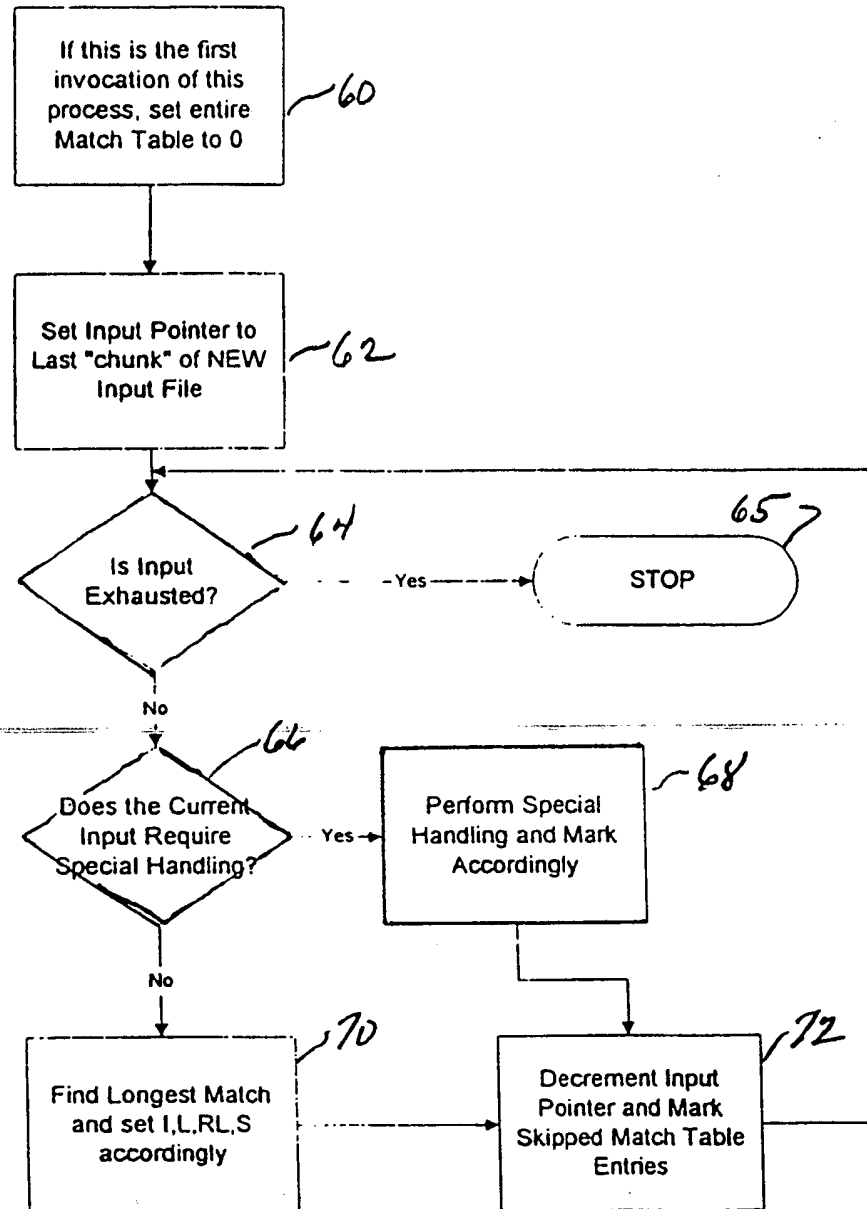 If this is the first
invocation of this
process, set entire
Match Table to 0
60
Set Input Pointer to
Last "chunk" of NEW
Input File
62
Is Input
Exhausted?
64
Yes
STOP
65
No
Does the Current
Input Require
Special Handling?
66
Yes
Perform Special
Handling and Mark
Accordingly
68
No
Find Longest Match
and set I,L,RL,S
accordingly
70
Decrement Input
Pointer and Mark
Skipped Match Table
Entries
72